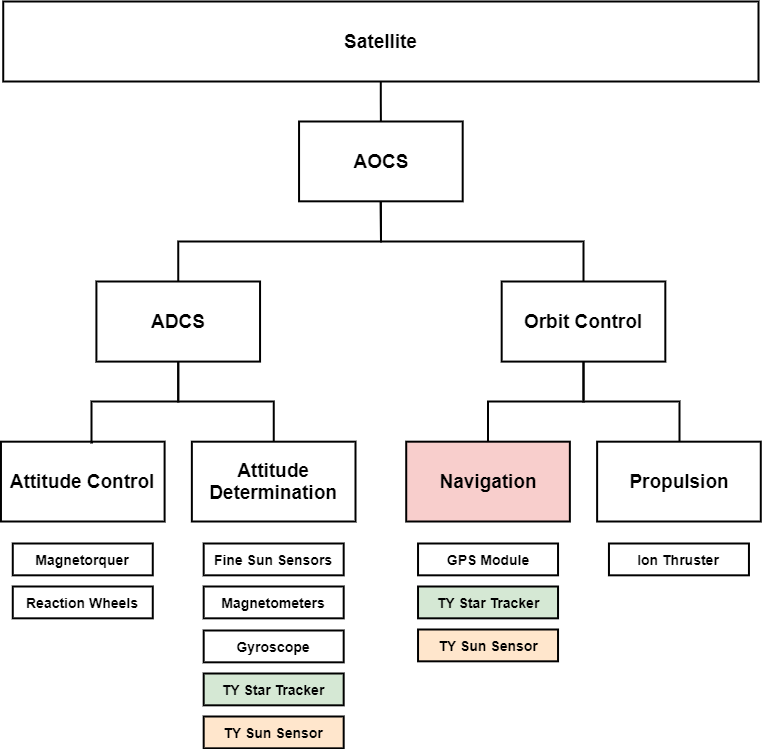 Satellite
AOCS
ADCS
Orbit Control
Attitude Control
Attitude
Determination
Navigation
Propulsion
Magnetorquer
Reaction Wheels
Fine Sun Sensors
Magnetometers
Gyroscope
TY Star Tracker
TY Sun Sensor
GPS Module
TY Star Tracker
TY Sun Sensor
Ion Thruster